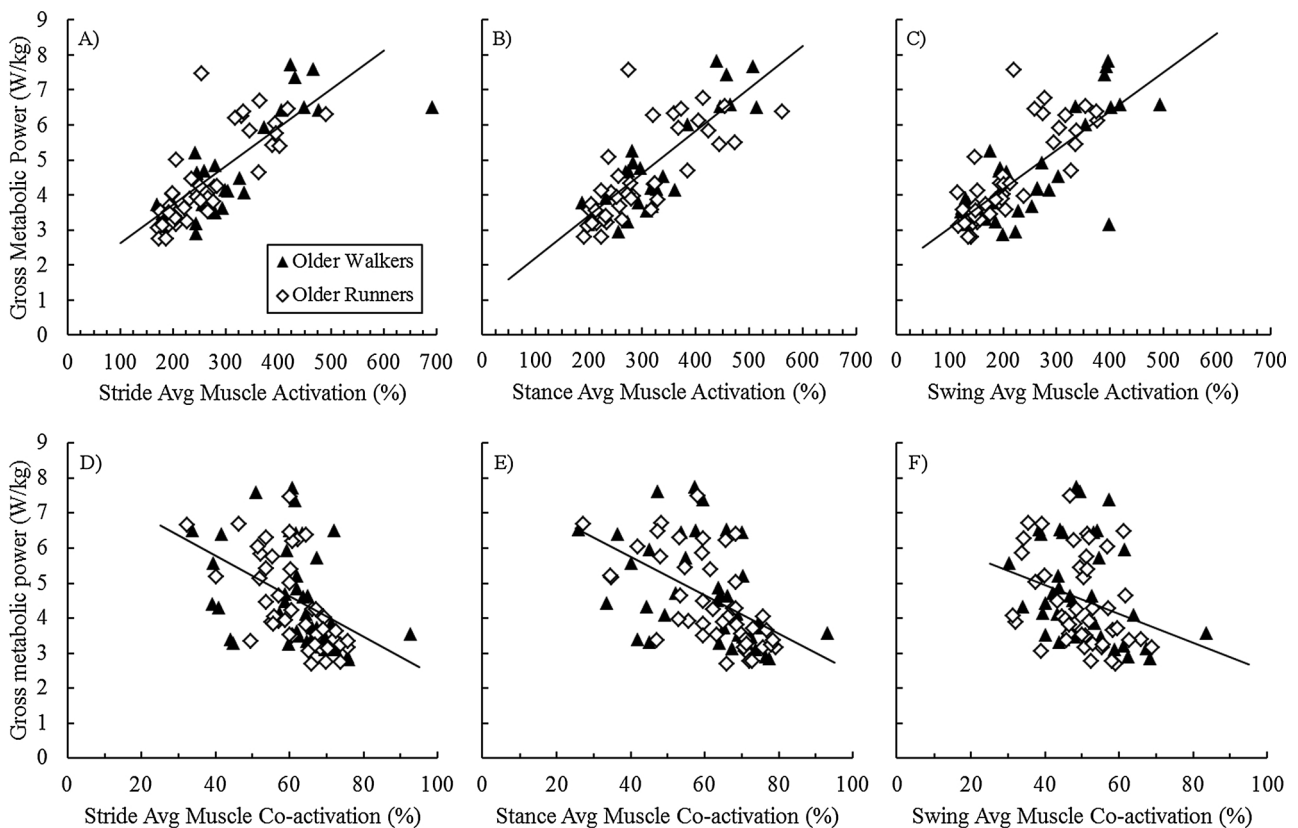 A) B) C)
Gross Metabolic Power (W/kg)
9
8
7
6
5
4
3
2
1
0
▲ Older Walkers
◇ Older Runners
0 100 200 300 400 500 600 700
0 100 200 300 400 500 600 700
0 100 200 300 400 500 600 700
Stride Avg Muscle Activation (%)
Stance Avg Muscle Activation (%)
Swing Avg Muscle Activation (%)
D) E) F)
Gross metabolic power (W/kg)
9
8
7
6
5
4
3
2
1
0
0 20 40 60 80 100
0 20 40 60 80 100
0 20 40 60 80 100
Stride Avg Muscle Co-activation (%)
Stance Avg Muscle Co-activation (%)
Swing Avg Muscle Co-activation (%)